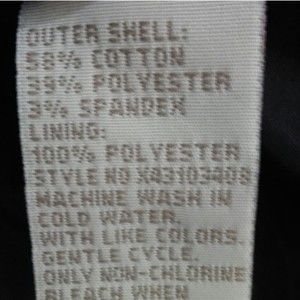 OUTER SHELL:
58% COTTON
39% POLYESTER
3% SPANDEX
LINING:
100% POLYESTER
STYLE NO X43103403
MACHINE WASH IN
COLD WATER.
WITH LIKE COLORS.
GENTLE CYCLE.
ONLY NON-CHLORINE
BLEACH WHEN